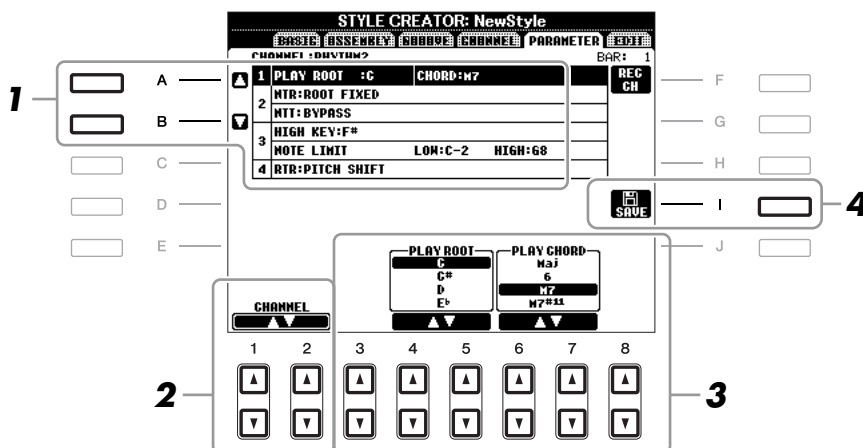 STYLE CREATOR: NewStyle
BASIC ASSEMBLY GROOVE CHANNEL PARAMETER EDIT
CHANNEL:RHYTHM2 BAR: 1
1 PLAY ROOT :C CHORD:M7
2 NTR:ROOT FIXED
NTT:BYPASS
3 HIGH KEY:F#
NOTE LIMIT LOW:C-2 HIGH:G8
4 RTR:PITCH SHIFT
REC CH
SAVE
A
B
C
D
E
F
G
H
I
J
1
4
PLAY ROOT
C
C#
D
E♭
PLAY CHORD
Maj
6
M7
M7#11
CHANNEL
1 2 3 4 5 6 7 8
2
3